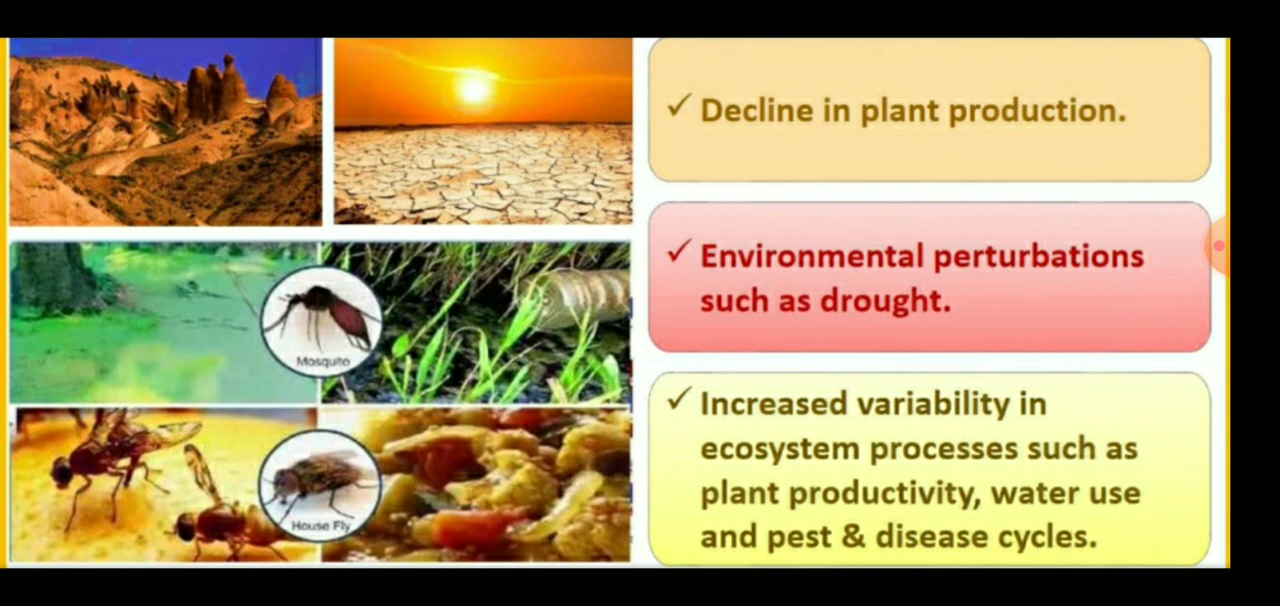 ✓ Decline in plant production.
✓ Environmental perturbations
such as drought.
Mosquito
✓ Increased variability in
ecosystem processes such as
plant productivity, water use
and pest & disease cycles.
House Fly